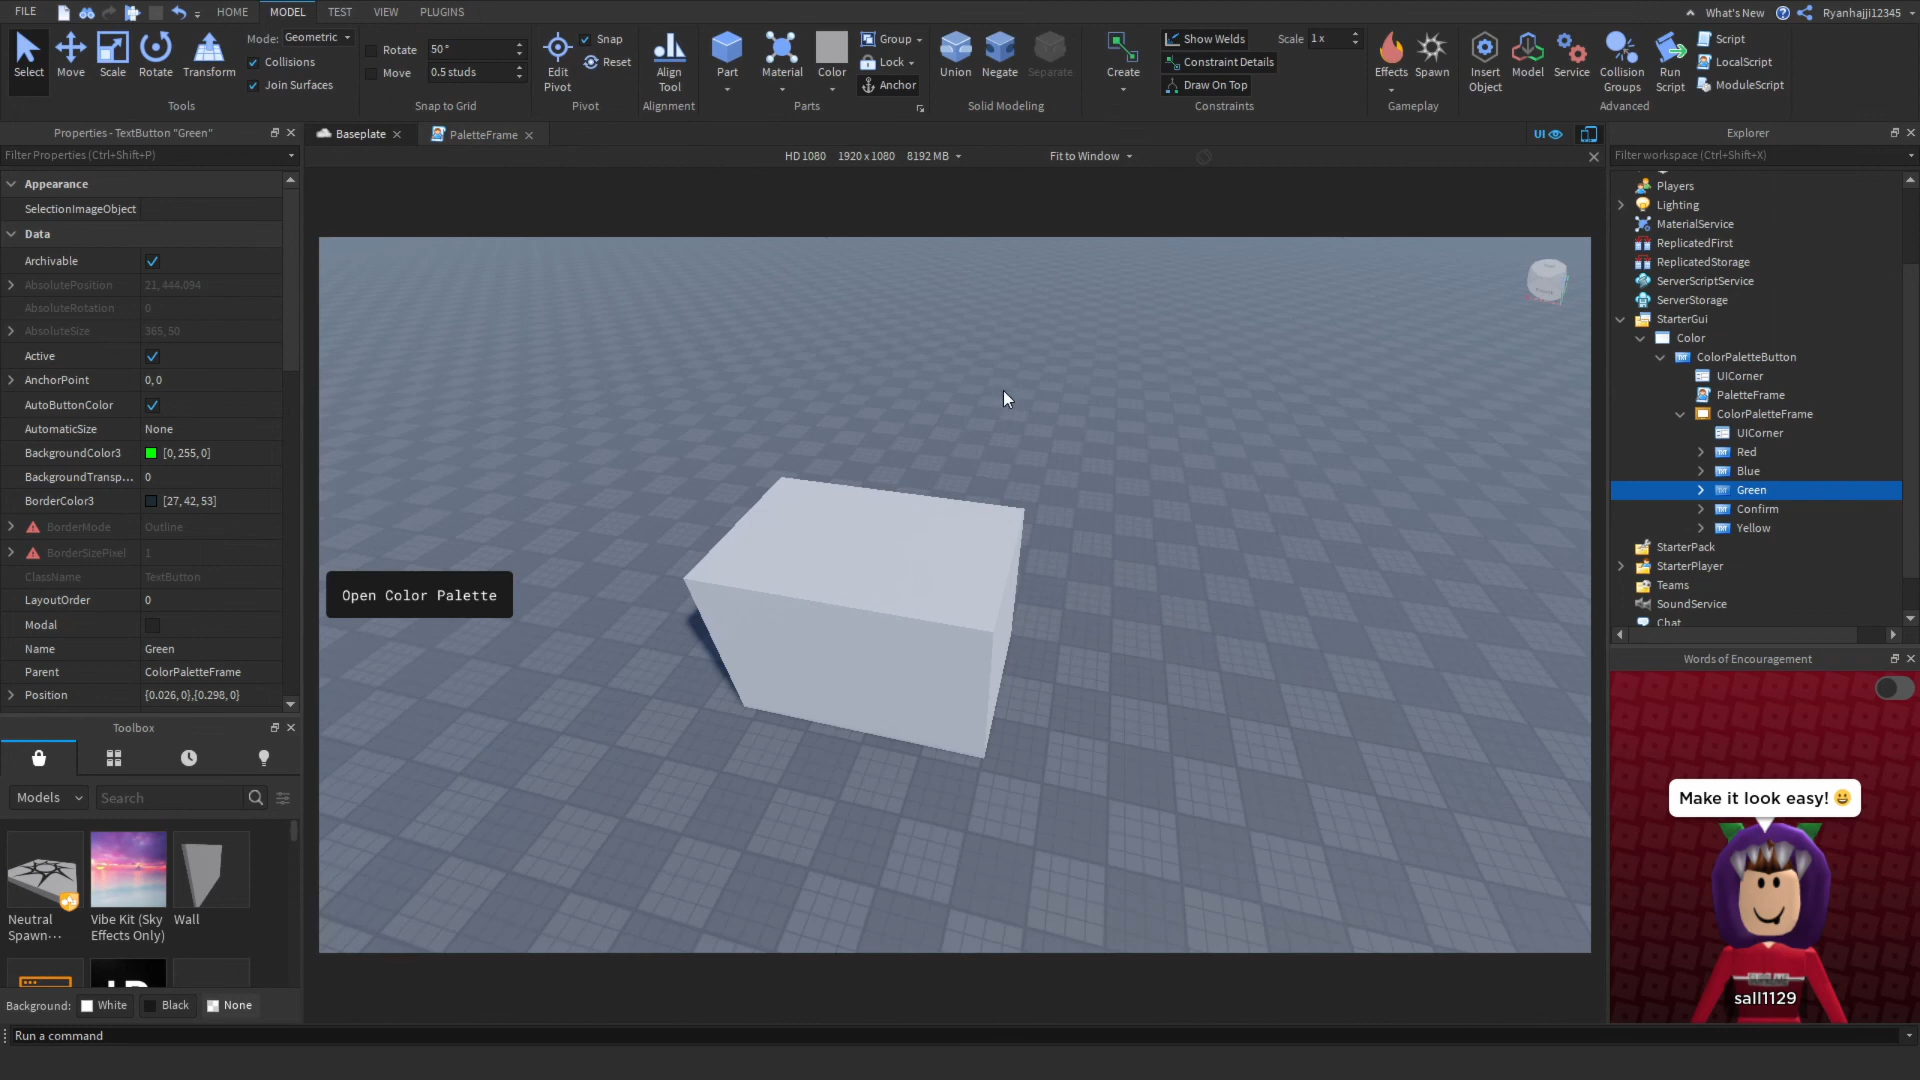 FILE
HOME
MODEL
TEST
VIEW
PLUGINS
What's New
Ryanhajji12345
Select
Move
Scale
Rotate
Transform
Mode: Geometric
Collisions
Join Surfaces
Tools
Rotate 50°
Move 0.5 studs
Snap to Grid
Edit Pivot
Snap
Reset
Pivot
Align Tool
Alignment
Part
Material
Color
Group
Lock
Anchor
Parts
Union
Negate
Separate
Solid Modeling
Create
Show Welds
Scale 1 x
Constraint Details
Draw On Top
Constraints
Effects
Spawn
Gameplay
Insert Object
Model
Service
Collision Groups
Run Script
Script
LocalScript
ModuleScript
Advanced
Properties - TextButton "Green"
Filter Properties (Ctrl+Shift+P)
Appearance
SelectionImageObject
Data
Archivable
AbsolutePosition 21, 444.094
AbsoluteRotation 0
AbsoluteSize 365, 50
Active
AnchorPoint 0, 0
AutoButtonColor
AutomaticSize None
BackgroundColor3 [0, 255, 0]
BackgroundTransp... 0
BorderColor3 [27, 42, 53]
BorderMode Outline
BorderSizePixel 1
ClassName TextButton
LayoutOrder 0
Modal
Name Green
Parent ColorPaletteFrame
Position {0.026, 0},{0.298, 0}
Toolbox
Models
Search
Neutral Spawn···
Vibe Kit (Sky Effects Only)
Wall
Background: White Black None
Run a command
Baseplate
PaletteFrame
UI
HD 1080 1920 x 1080 8192 MB
Fit to Window
Open Color Palette
Explorer
Filter workspace (Ctrl+Shift+X)
Players
Lighting
MaterialService
ReplicatedFirst
ReplicatedStorage
ServerScriptService
ServerStorage
StarterGui
Color
ColorPaletteButton
UICorner
PaletteFrame
ColorPaletteFrame
UICorner
Red
Blue
Green
Confirm
Yellow
StarterPack
StarterPlayer
Teams
SoundService
Chat
Words of Encouragement
Make it look easy! 😀
sall1129